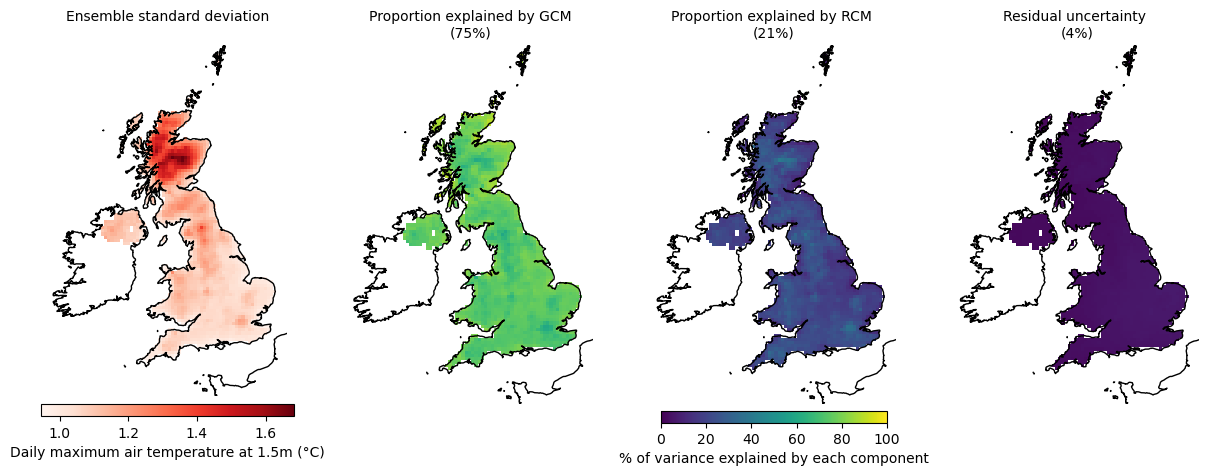 Ensemble standard deviation
Proportion explained by GCM
(75%)
Proportion explained by RCM
(21%)
Residual uncertainty
(4%)
1.0 1.2 1.4 1.6
Daily maximum air temperature at 1.5m (°C)
0 20 40 60 80 100
% of variance explained by each component